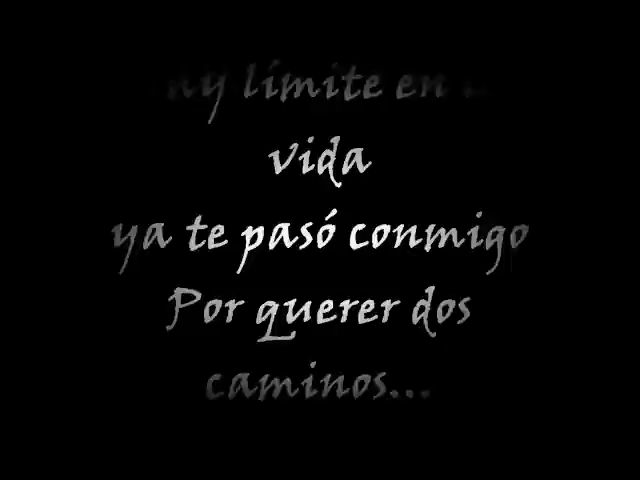 límite en
vida
ya te pasó conmigo
Por querer dos
caminos...